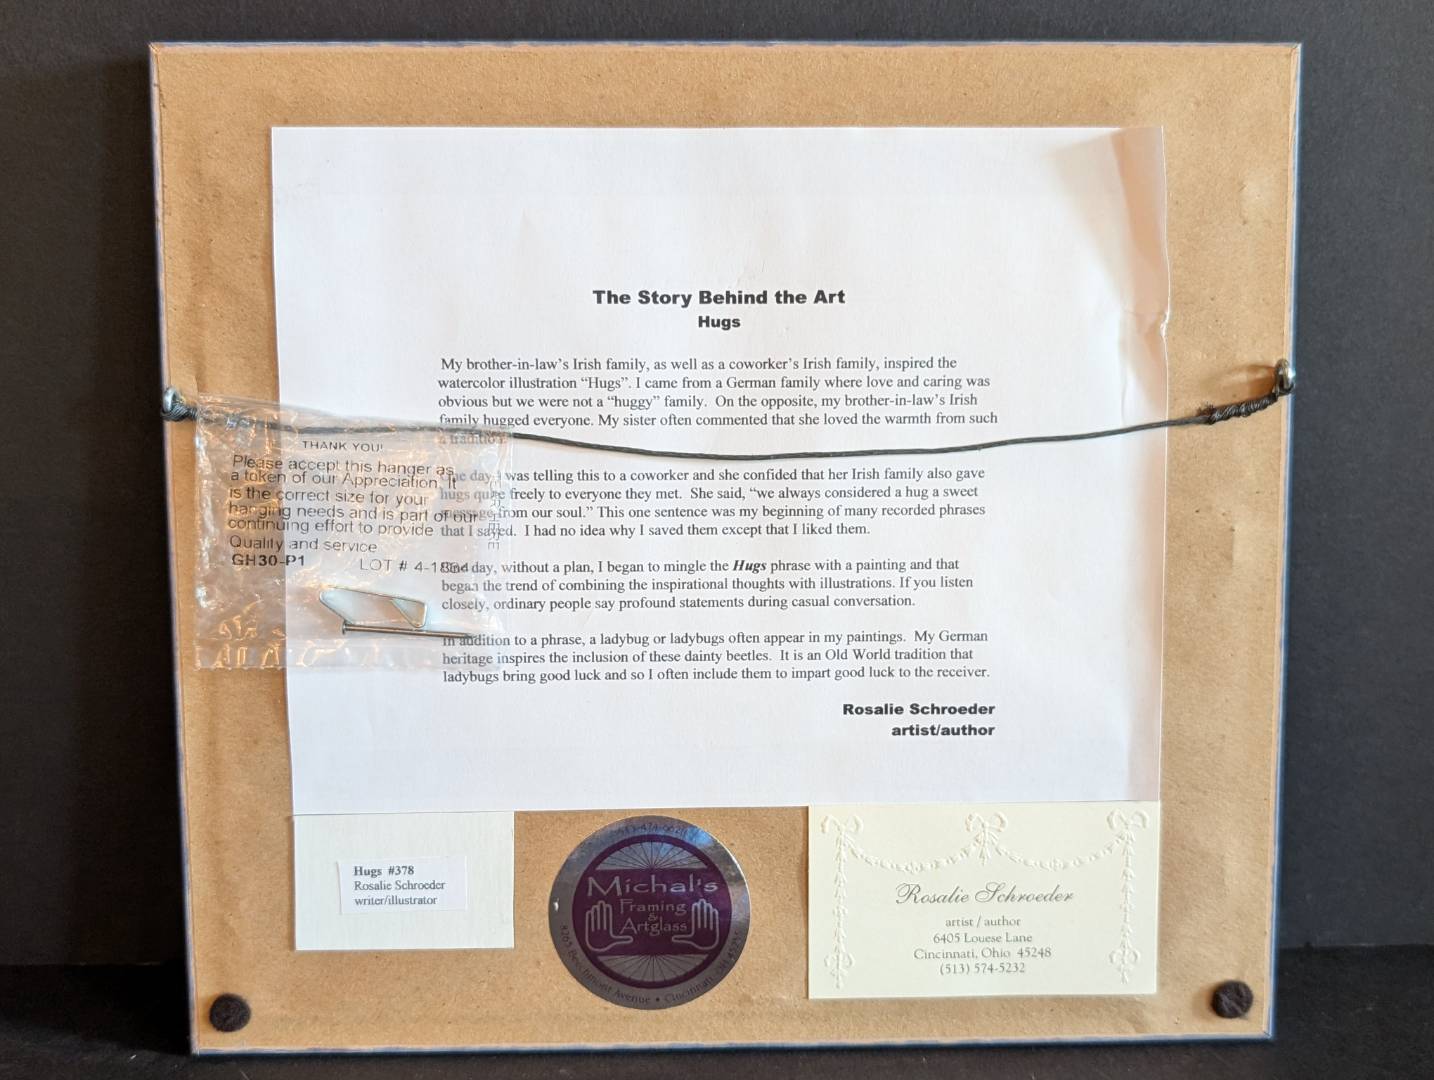 The Story Behind the Art
Hugs
My brother-in-law’s Irish family, as well as a coworker’s Irish family, inspired the
watercolor illustration “Hugs”. I came from a German family where love and caring was
obvious but we were not a “huggy” family.  On the opposite, my brother-in-law’s Irish
family hugged everyone. My sister often commented that she loved the warmth from such
a tradition.
One day I was telling this to a coworker and she confided that her Irish family also gave
hugs quite freely to everyone they met.  She said, “we always considered a hug a sweet
message from our soul.” This one sentence was my beginning of many recorded phrases
that I saved.  I had no idea why I saved them except that I liked them.
One day, without a plan, I began to mingle the Hugs phrase with a painting and that
began the trend of combining the inspirational thoughts with illustrations. If you listen
closely, ordinary people say profound statements during casual conversation.
In addition to a phrase, a ladybug or ladybugs often appear in my paintings.  My German
heritage inspires the inclusion of these dainty beetles.  It is an Old World tradition that
ladybugs bring good luck and so I often include them to impart good luck to the receiver.
Rosalie Schroeder
artist/author
THANK YOU!
Please accept this hanger as
a token of our Appreciation. It
is the correct size for your
hanging needs and is part of our
continuing effort to provide
Quality and service
GH30-P1
LOT # 4-18
Hugs #378
Rosalie Schroeder
writer/illustrator
Michal's
Framing
&
Artglass
8263 Beechmont Avenue • Cincinnati, OH
Rosalie Schroeder
artist / author
6405 Louese Lane
Cincinnati, Ohio 45248
(513) 574-5232